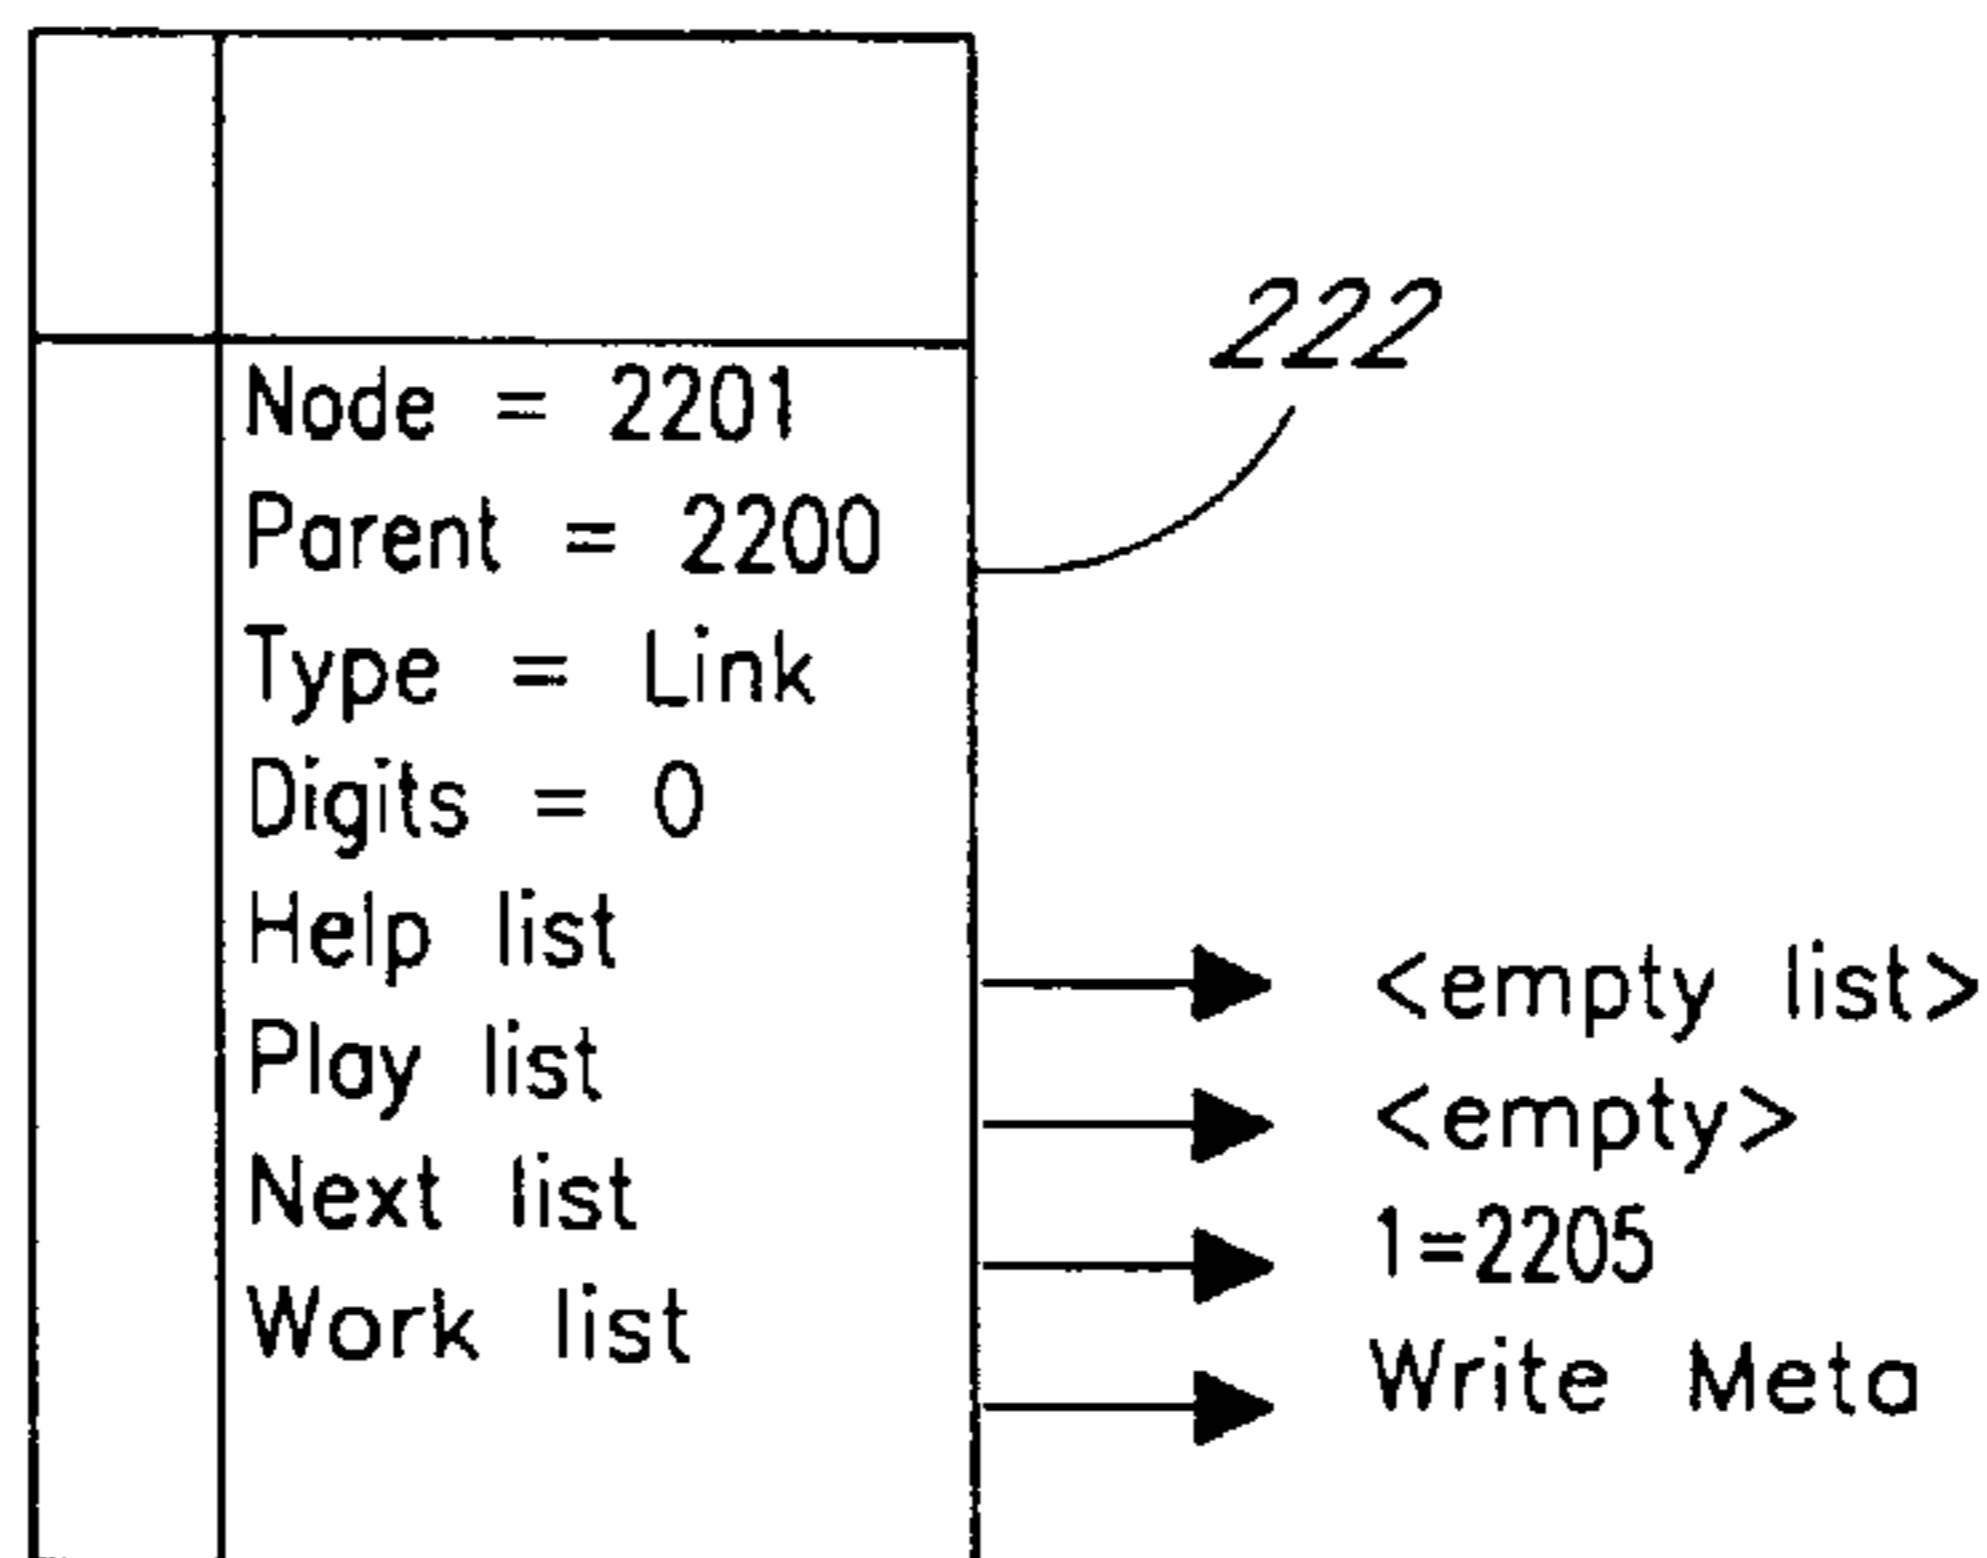 222
Node = 2201
Parent = 2200
Type = Link
Digits = 0
Help list
<empty list>
Play list
<empty>
Next list
1=2205
Work list
Write Meta